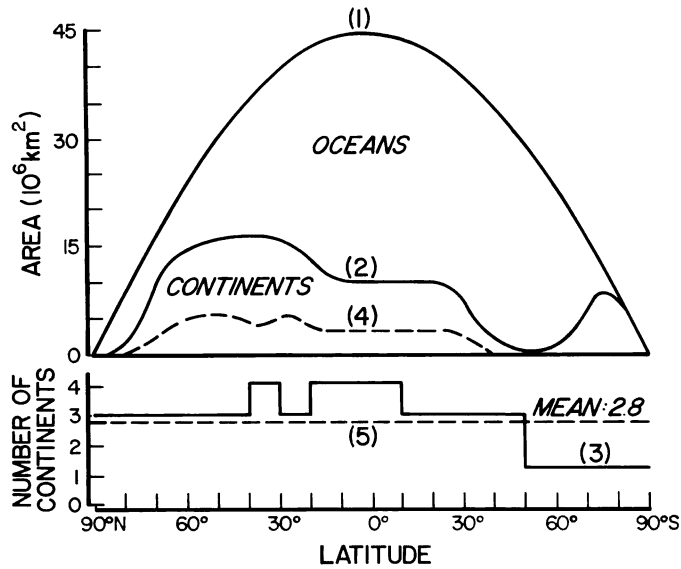 (1)
45
30
15
0
AREA (10⁶km²)
OCEANS
(2)
CONTINENTS
(4)
NUMBER OF
CONTINENTS
4
3
2
1
0
MEAN: 2.8
(5)
(3)
90°N 60° 30° 0° 30° 60° 90°S
LATITUDE